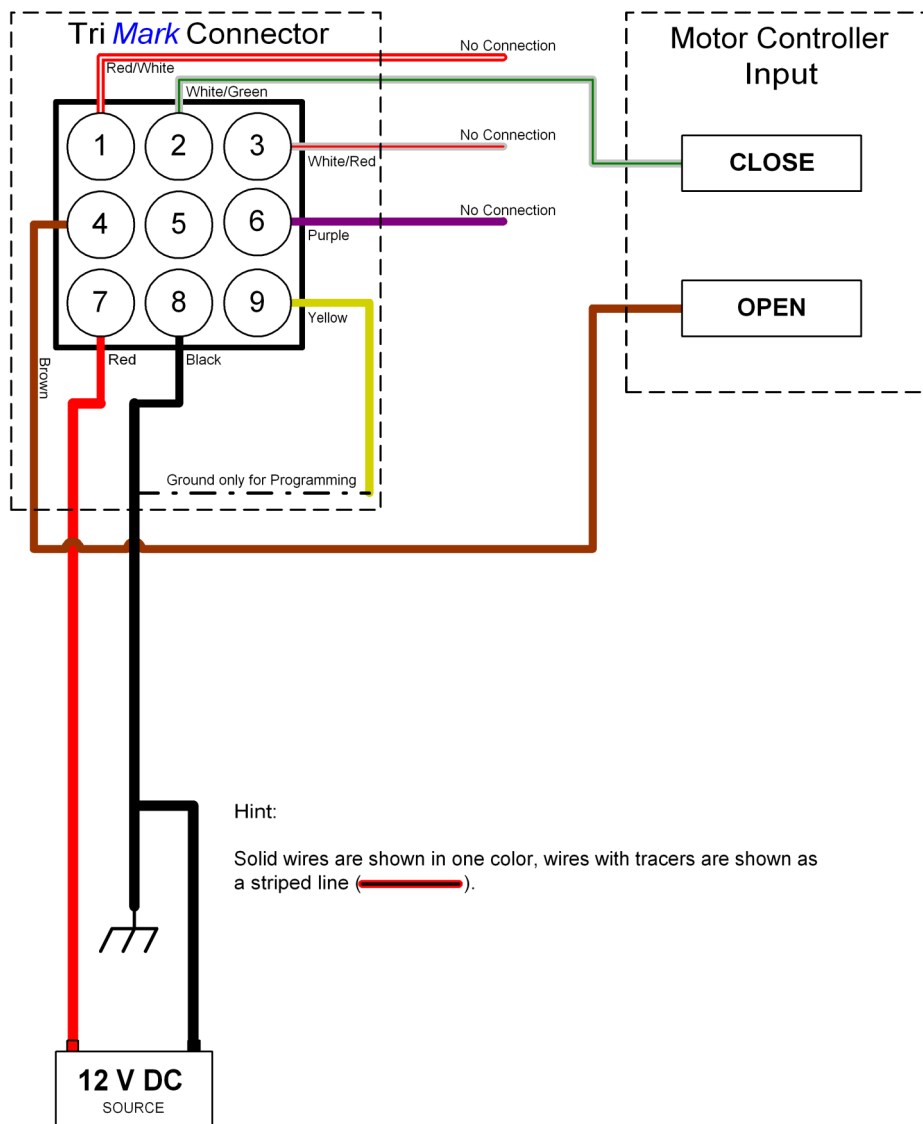 Tri Mark Connector
No Connection
Motor Controller
Input
Red/White
White/Green
1
2
3
No Connection
White/Red
CLOSE
4
5
6
No Connection
Purple
7
8
9
Yellow
OPEN
Brown
Red
Black
Ground only for Programming
Hint:
Solid wires are shown in one color, wires with tracers are shown as
a striped line ( ).
12 V DC
SOURCE